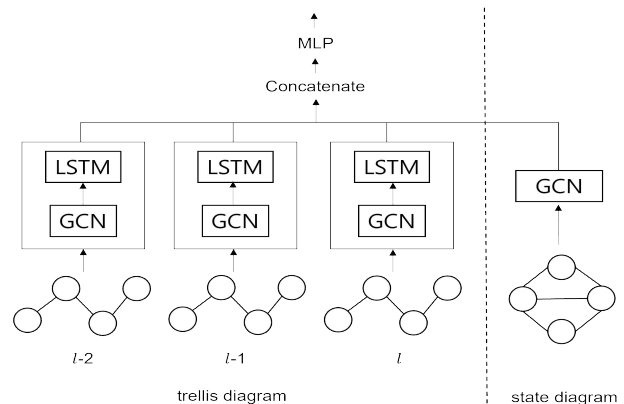 MLP
Concatenate
LSTM
LSTM
LSTM
GCN
GCN
GCN
GCN
l-2
l-1
l
trellis diagram
state diagram